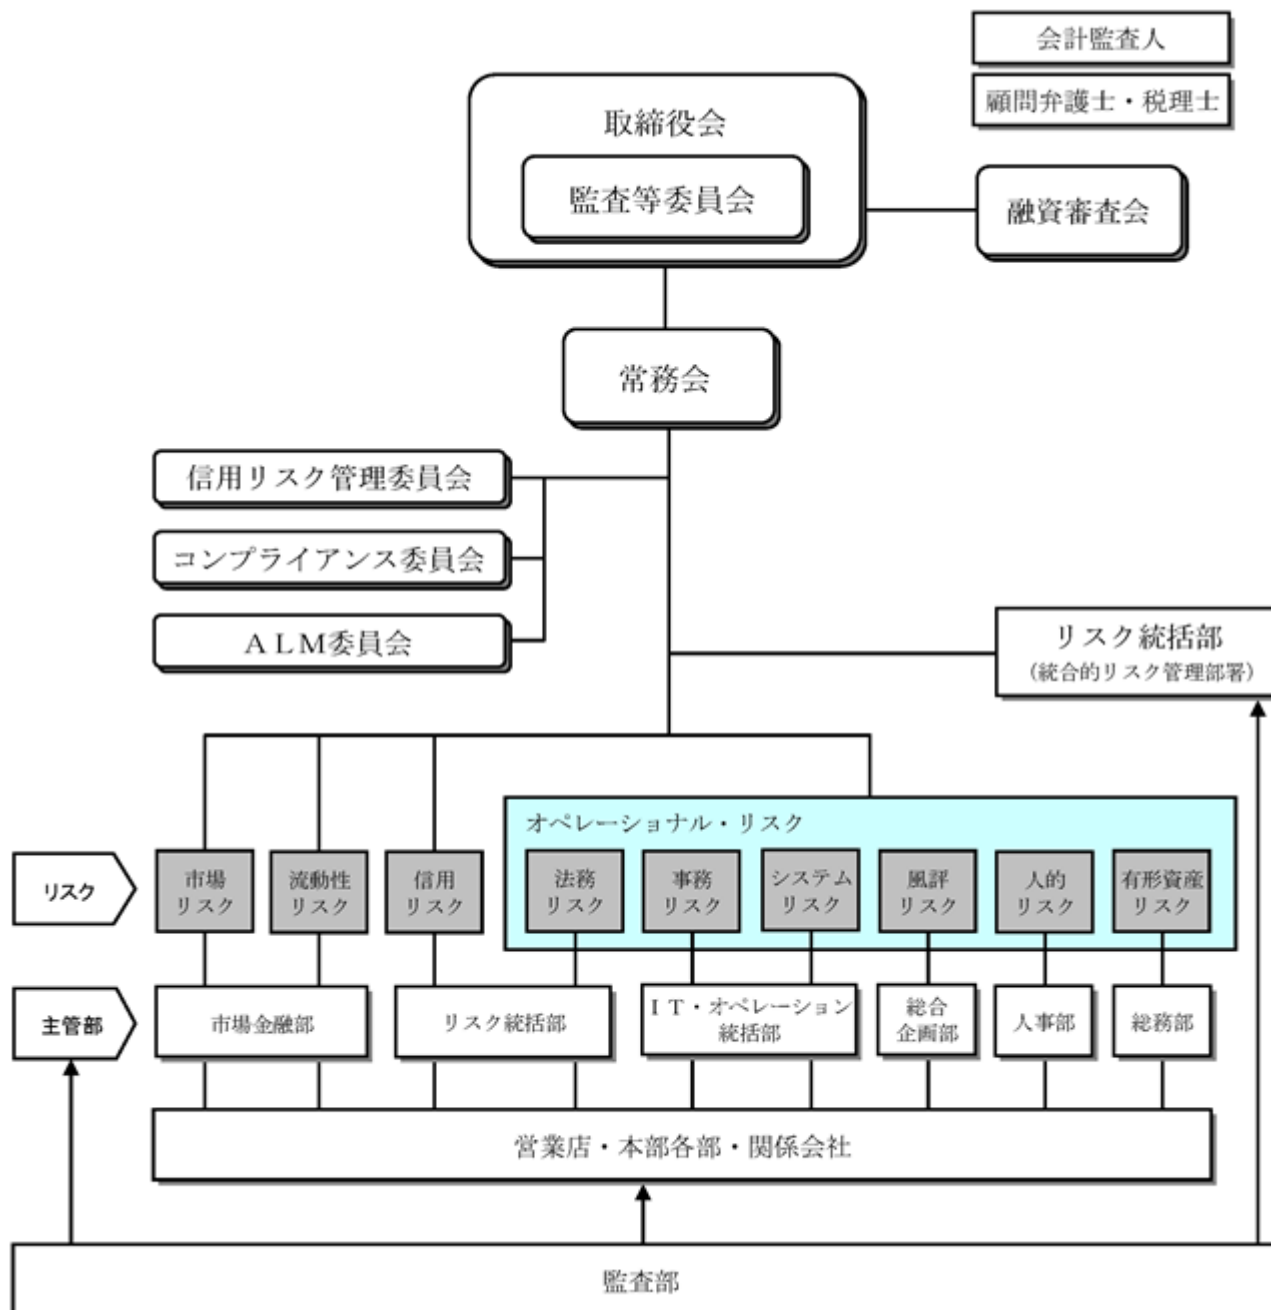 会計監査人
顧問弁護士・税理士
取締役会
監査等委員会
融資審査会
常務会
信用リスク管理委員会
コンプライアンス委員会
ＡＬＭ委員会
リスク統括部
（統合的リスク管理部署）
オペレーショナル・リスク
リスク
市場
リスク
流動性
リスク
信用
リスク
法務
リスク
事務
リスク
システム
リスク
風評
リスク
人的
リスク
有形資産
リスク
主管部
市場金融部
リスク統括部
ＩＴ・オペレーション
統括部
総合
企画部
人事部
総務部
営業店・本部各部・関係会社
監査部